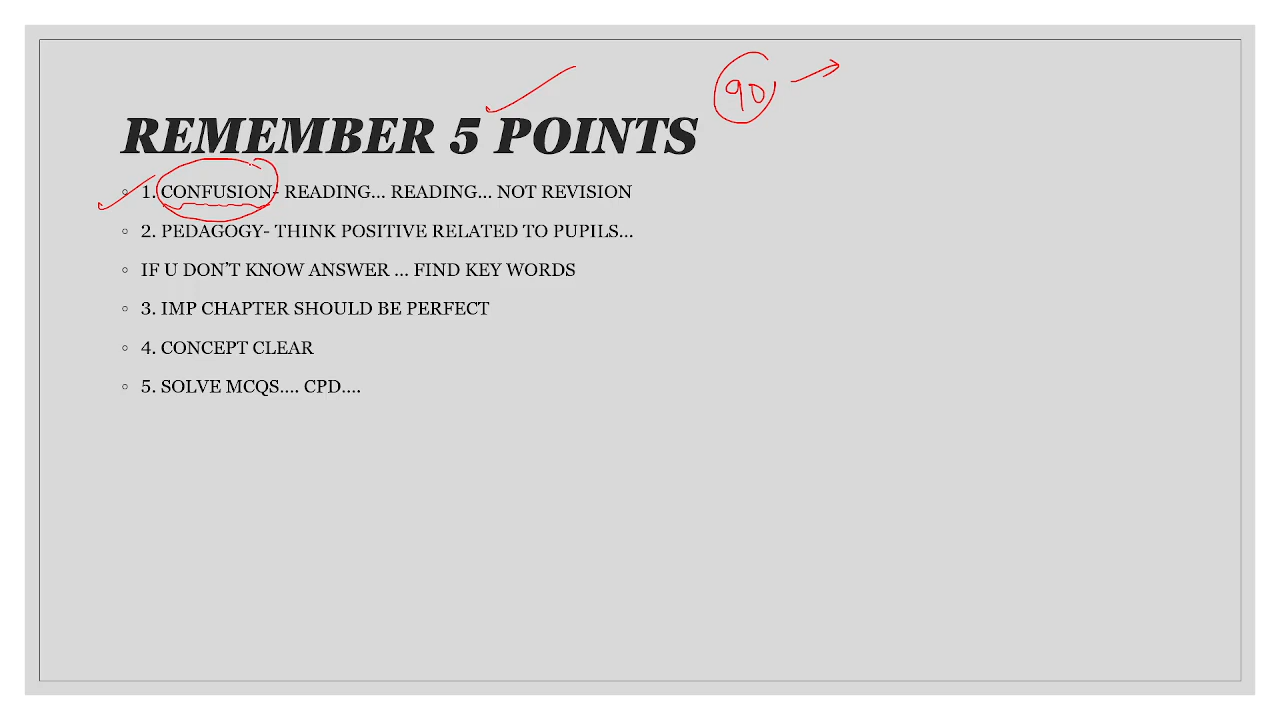 90
REMEMBER 5 POINTS
1. CONFUSION- READING... READING... NOT REVISION
2. PEDAGOGY- THINK POSITIVE RELATED TO PUPILS...
IF U DON'T KNOW ANSWER ... FIND KEY WORDS
3. IMP CHAPTER SHOULD BE PERFECT
4. CONCEPT CLEAR
5. SOLVE MCQS.... CPD....